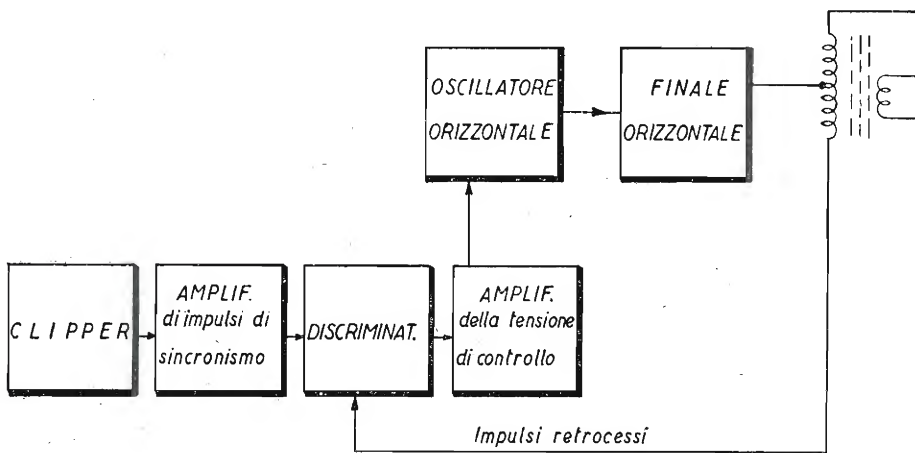 OSCILLATORE
ORIZZONTALE
FINALE
ORIZZONTALE
CLIPPER
AMPLIF.
di impulsi di
sincronismo
DISCRIMINAT.
AMPLIF.
della tensione
di controllo
Impulsi retrocessi